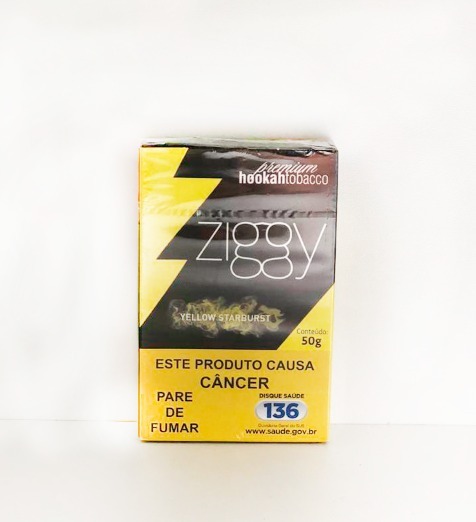 premium
hookahtobacco
ziggy
YELLOW STARBURST
Conteúdo
50g
ESTE PRODUTO CAUSA
CÂNCER
PARE
DE
FUMAR
DISQUE SAÚDE
136
www.saude.gov.br